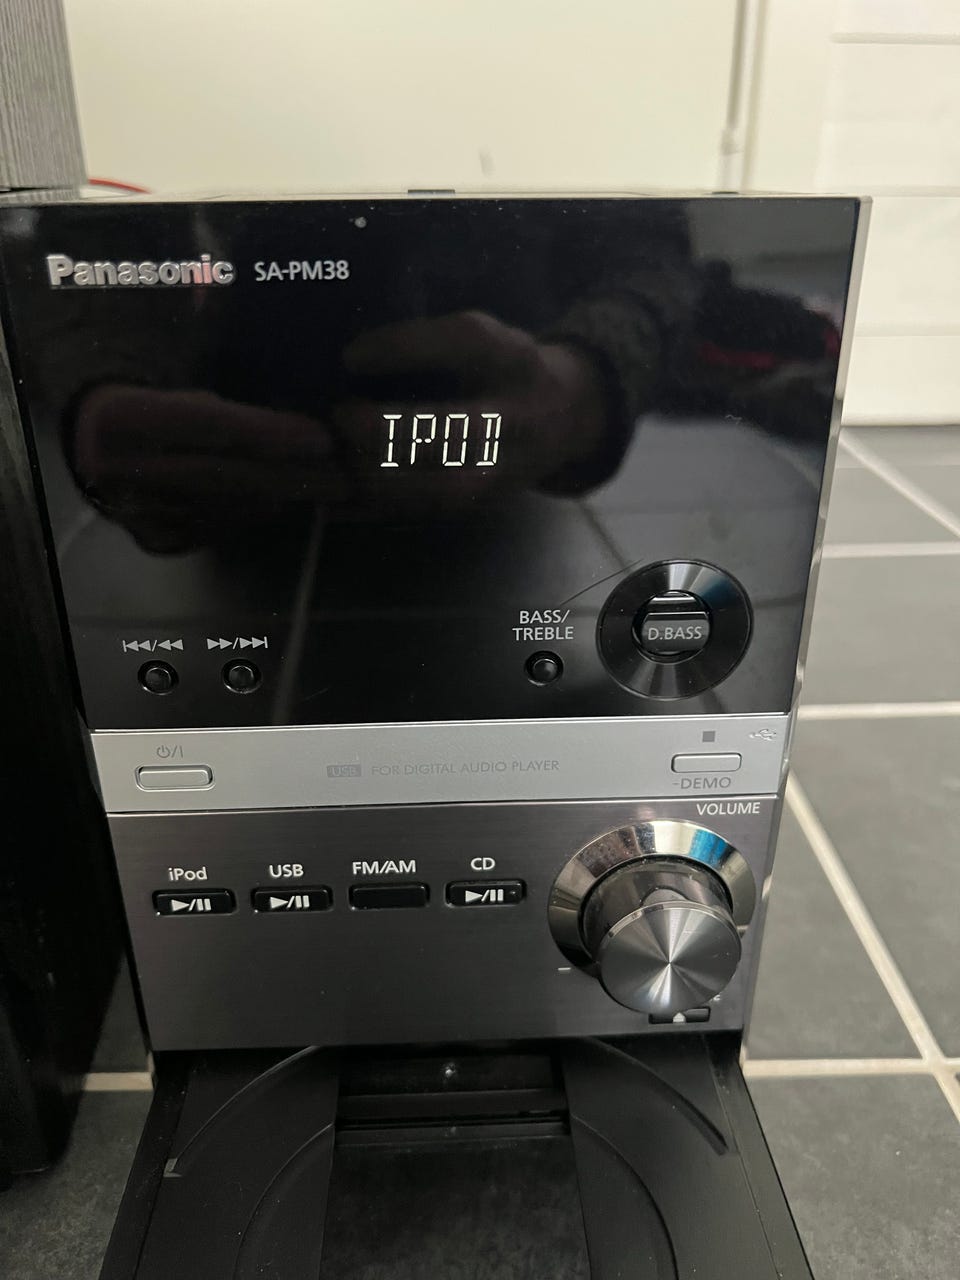 Panasonic SA-PM38
IPOD
BASS/
TREBLE
D.BASS
USB FOR DIGITAL AUDIO PLAYER
-DEMO
VOLUME
iPod USB FM/AM CD